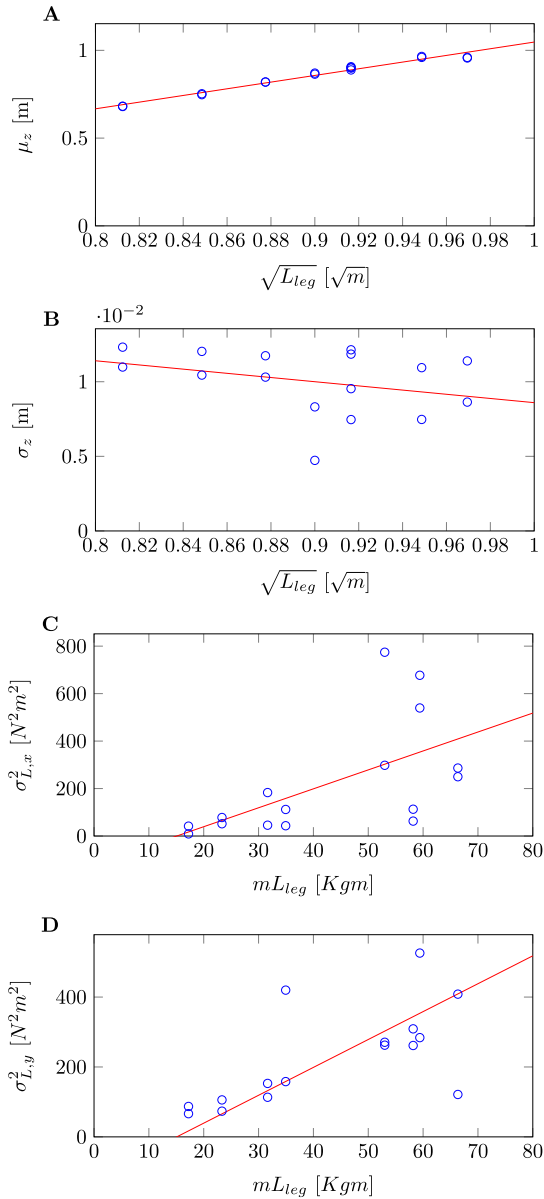 A
1
0.5
0
μz [m]
0.8 0.82 0.84 0.86 0.88 0.9 0.92 0.94 0.96 0.98 1
√Lleg [√m]
B
·10−2
1
0.5
0
σz [m]
0.8 0.82 0.84 0.86 0.88 0.9 0.92 0.94 0.96 0.98 1
√Lleg [√m]
C
800
600
400
200
0
σ²L,x [N²m²]
0 10 20 30 40 50 60 70 80
mLleg [Kgm]
D
400
200
0
σ²L,y [N²m²]
0 10 20 30 40 50 60 70 80
mLleg [Kgm]